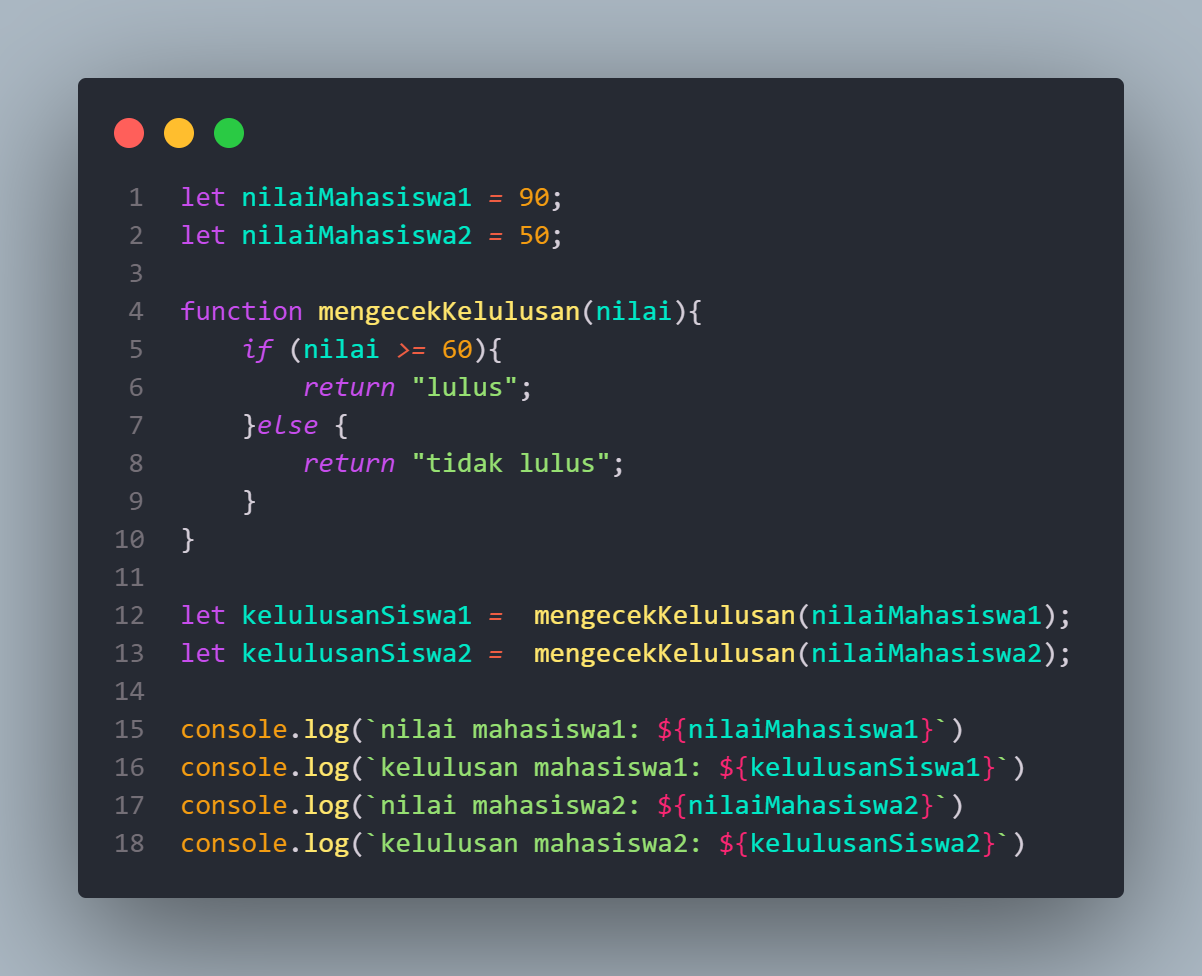 1 let nilaiMahasiswa1 = 90;
2 let nilaiMahasiswa2 = 50;
3
4 function mengecekKelulusan(nilai){
5     if (nilai >= 60){
6         return "lulus";
7     }else {
8         return "tidak lulus";
9     }
10 }
11
12 let kelulusanSiswa1 =  mengecekKelulusan(nilaiMahasiswa1);
13 let kelulusanSiswa2 =  mengecekKelulusan(nilaiMahasiswa2);
14
15 console.log(`nilai mahasiswa1: ${nilaiMahasiswa1}`)
16 console.log(`kelulusan mahasiswa1: ${kelulusanSiswa1}`)
17 console.log(`nilai mahasiswa2: ${nilaiMahasiswa2}`)
18 console.log(`kelulusan mahasiswa2: ${kelulusanSiswa2}`)